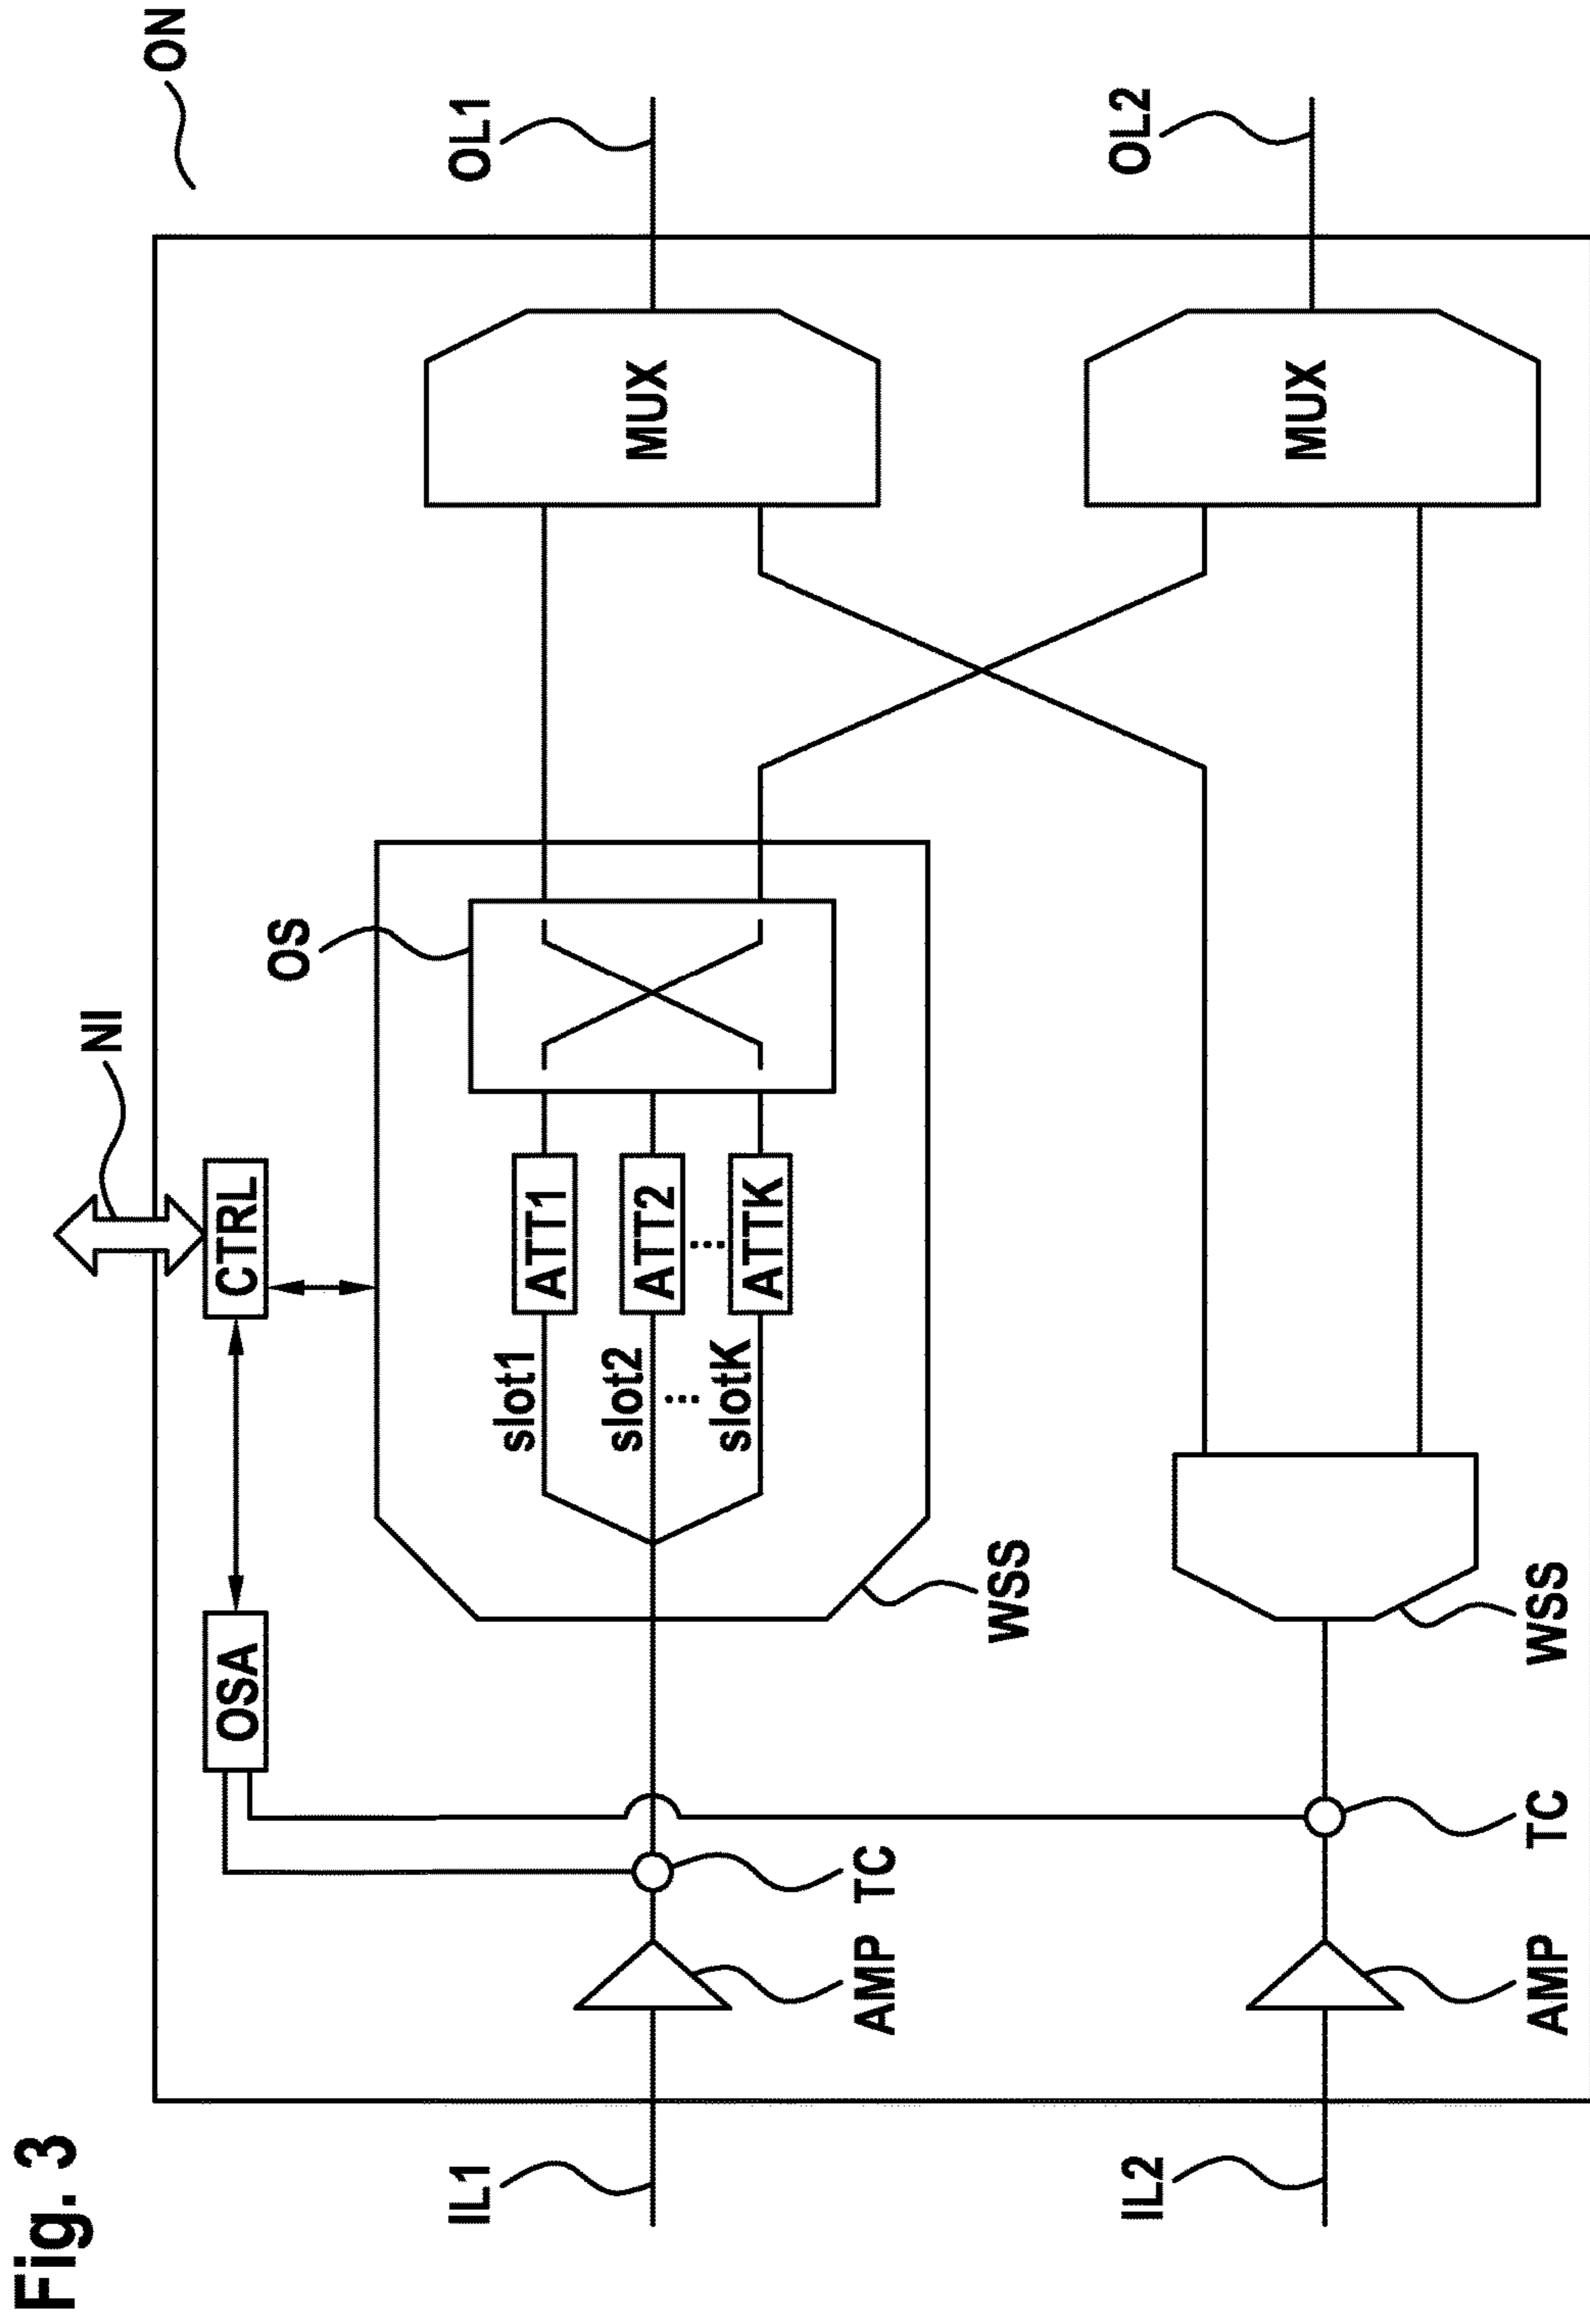 Fig. 3
ON
NI
OSA
CTRL
OS
slot1
ATT1
slot2
ATT2
...
...
slotK
ATTK
MUX
IL1
OL1
AMP
TC
WSS
MUX
IL2
OL2
AMP
TC
WSS